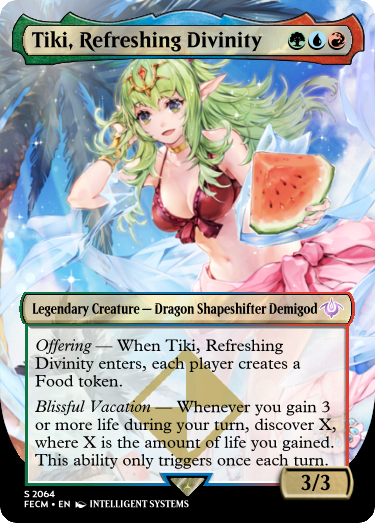 Tiki, Refreshing Divinity
Legendary Creature — Dragon Shapeshifter Demigod
Offering — When Tiki, Refreshing
Divinity enters, each player creates a
Food token.
Blissful Vacation — Whenever you gain 3
or more life during your turn, discover X,
where X is the amount of life you gained.
This ability only triggers once each turn.
3/3
S 2064
FECM • EN INTELLIGENT SYSTEMS